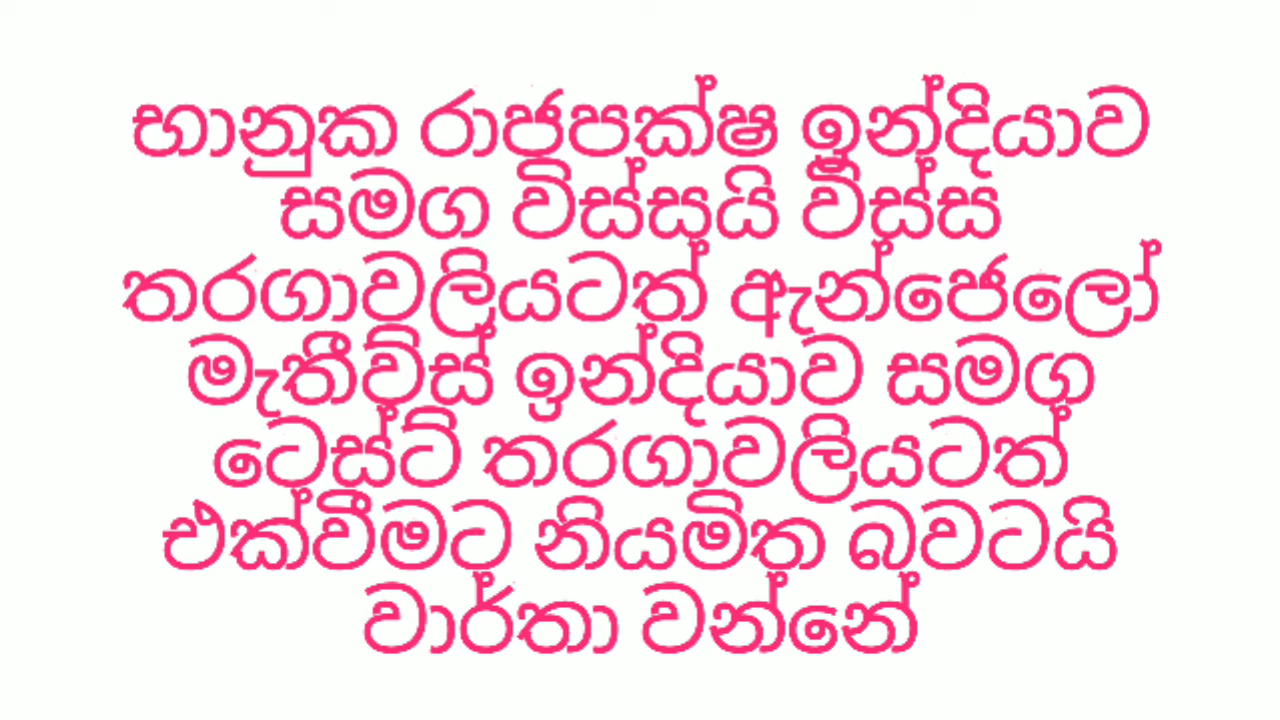 භානුක රාජපක්ෂ ඉන්දියාව
සමග විස්සයි විස්ස
තරගාවලියටත් ඇන්ජෙලෝ
මැතිව්ස් ඉන්දියාව සමග
ටෙස්ට් තරගාවලියටත්
එක්වීමට නියමිත බවටයි
වාර්තා වන්නේ